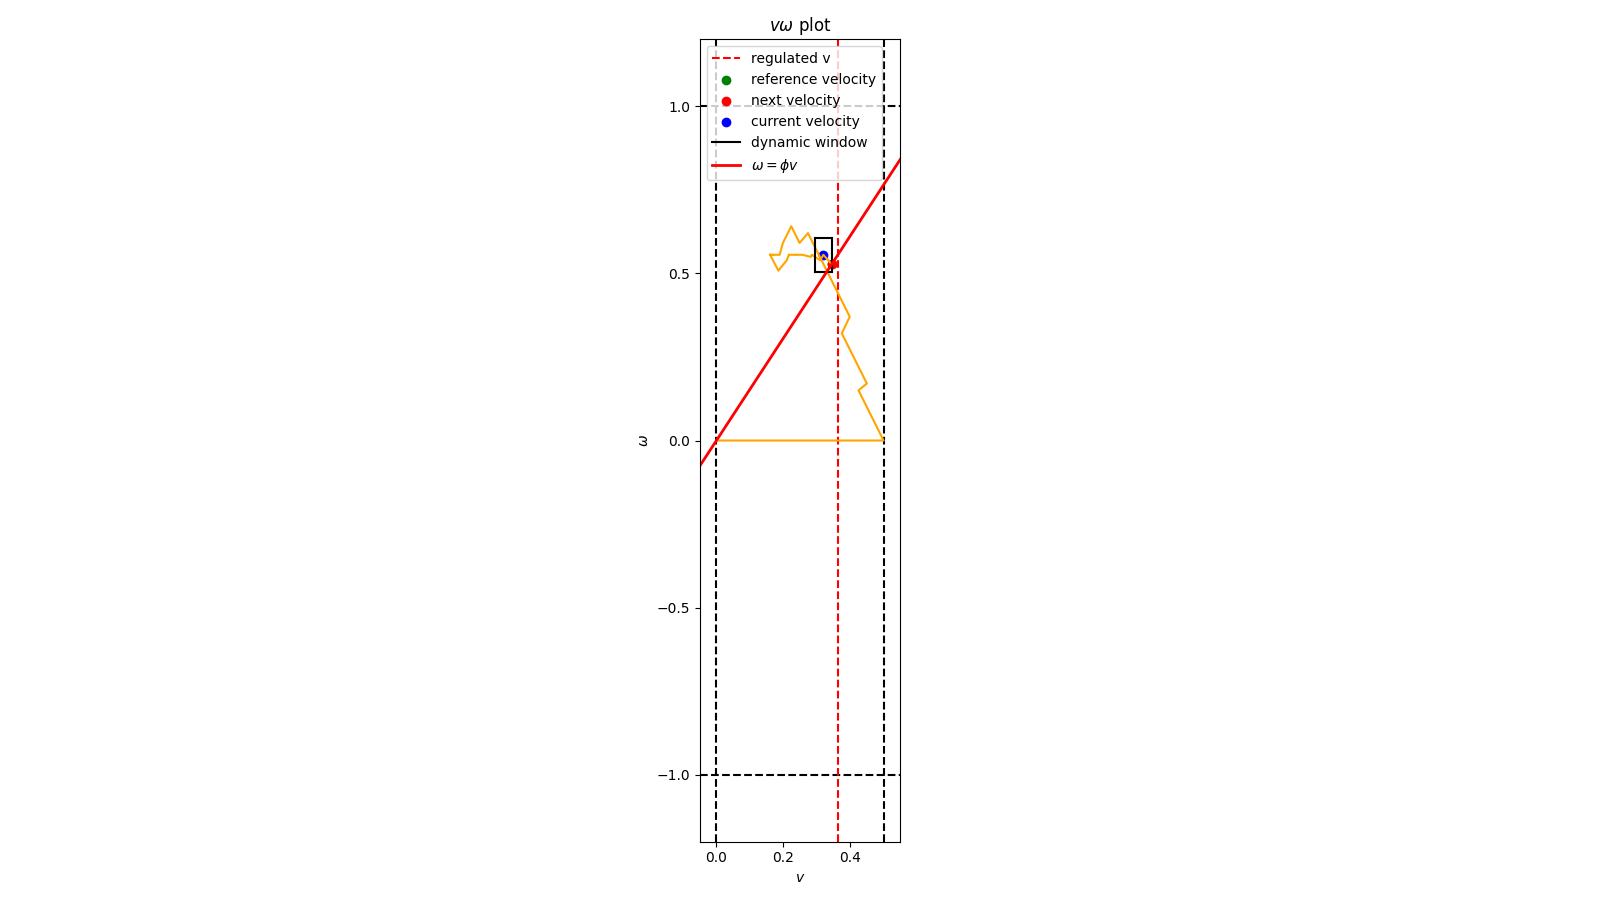 vω plot
regulated v
reference velocity
next velocity
current velocity
dynamic window
ω = ϕv
1.0
0.5
0.0
−0.5
−1.0
ω
0.0 0.2 0.4
v